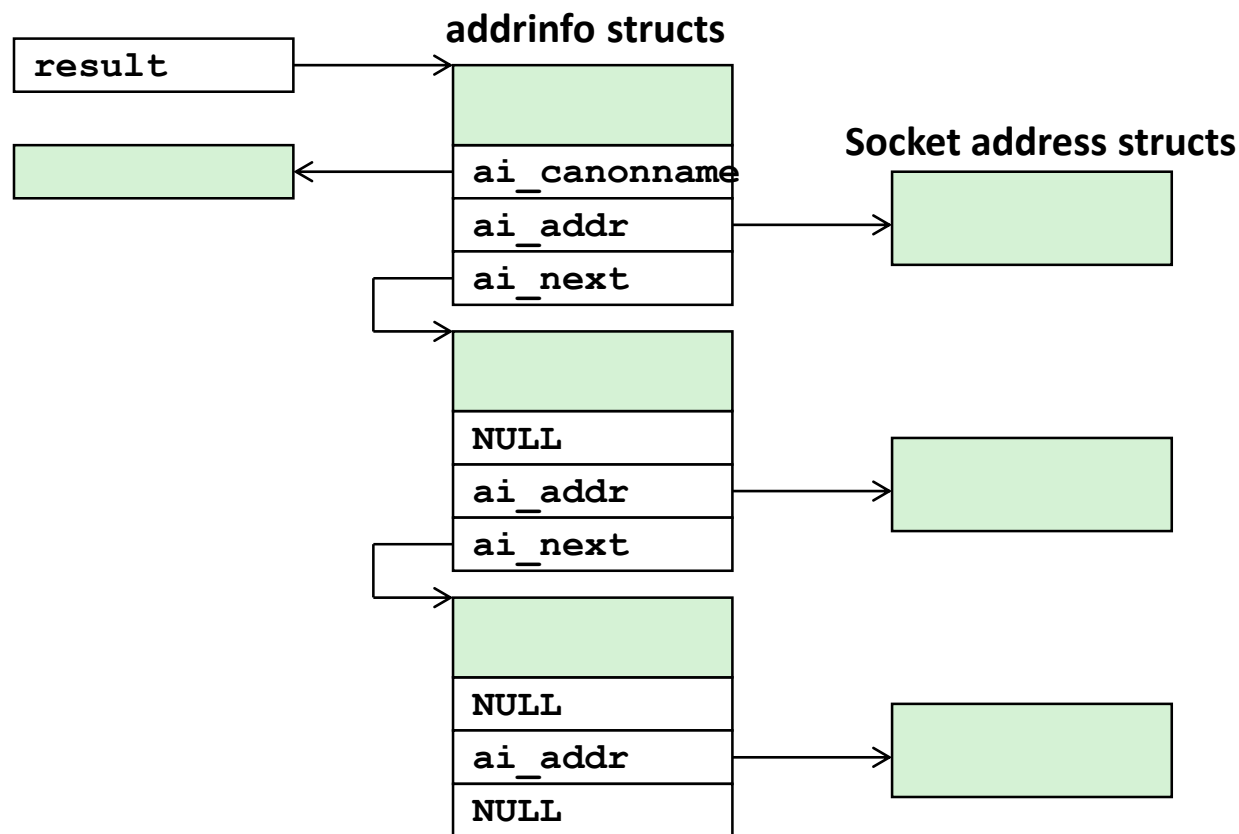 addrinfo structs
result
Socket address structs
ai_canonname
ai_addr
ai_next
NULL
ai_addr
ai_next
NULL
ai_addr
NULL